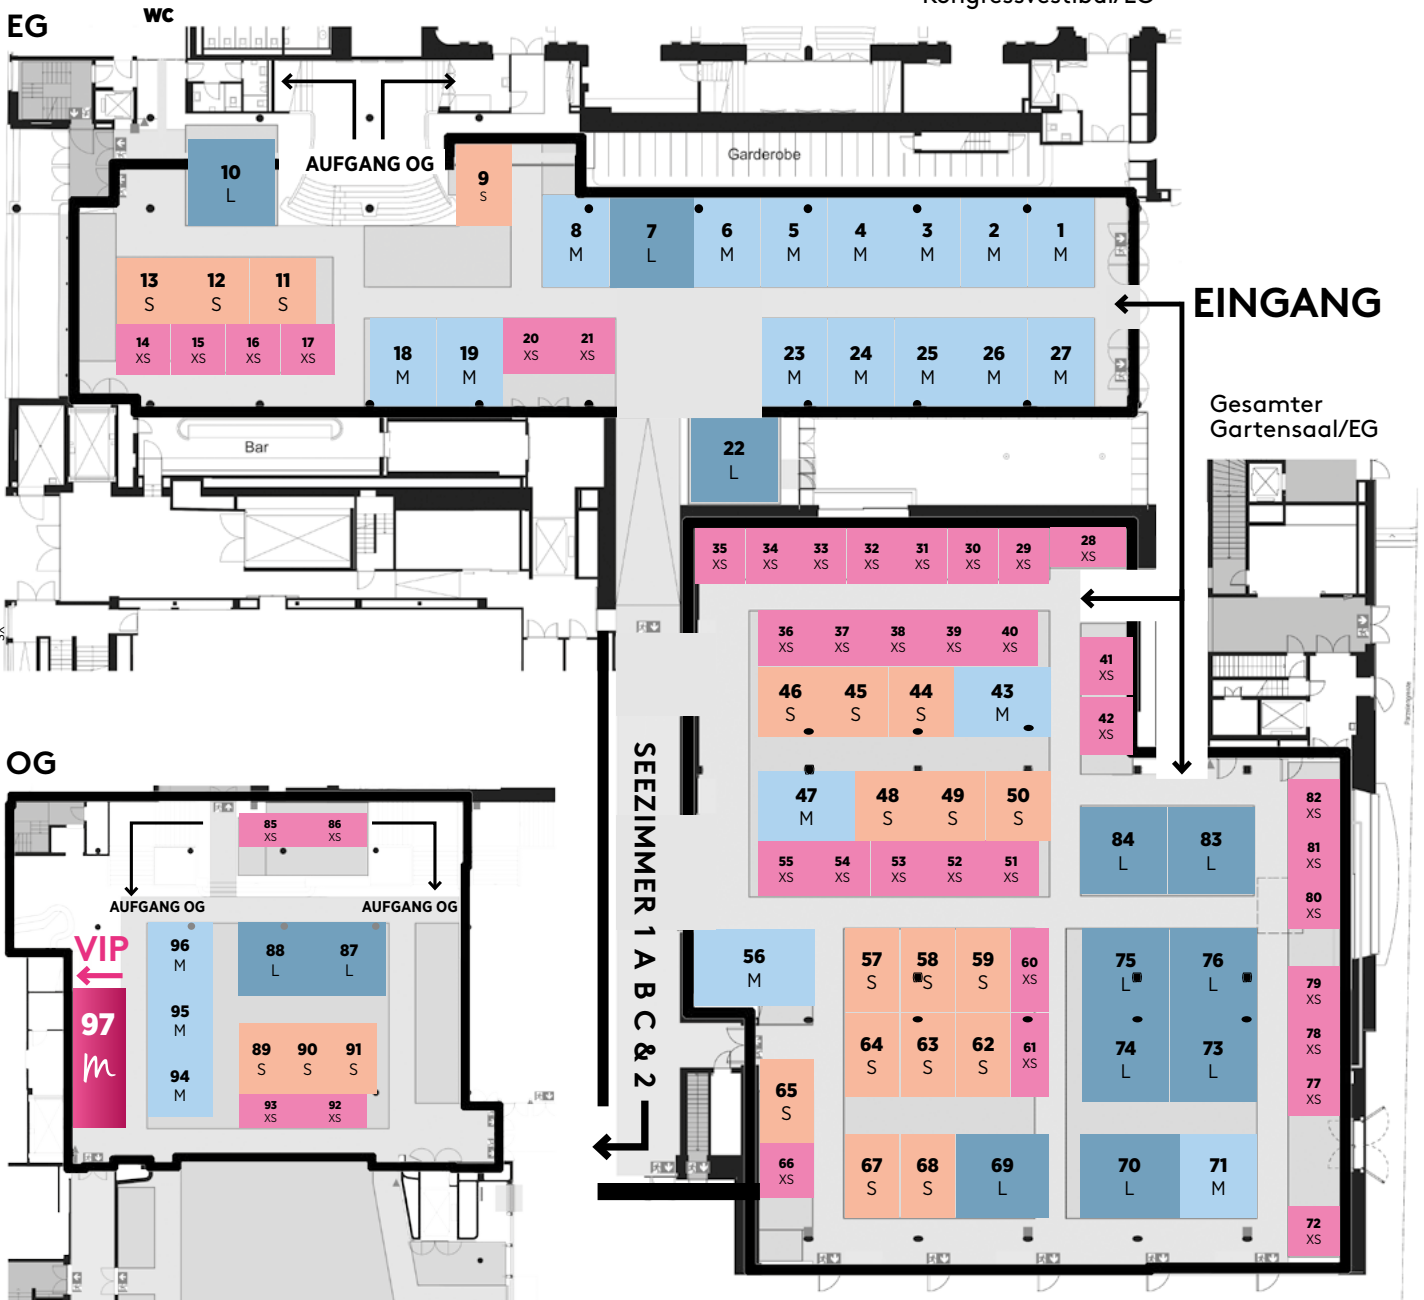 Kongressvestibül/EG
EG
WC
Garderobe
AUFGANG OG
10
L
9
S
8
M
7
L
6
M
5
M
4
M
3
M
2
M
1
M
13
S
12
S
11
S
EINGANG
14
XS
15
XS
16
XS
17
XS
18
M
19
M
20
XS
21
XS
23
M
24
M
25
M
26
M
27
M
Gesamter
Gartensaal/EG
Bar
22
L
35
XS
34
XS
33
XS
32
XS
31
XS
30
XS
29
XS
28
XS
36
XS
37
XS
38
XS
39
XS
40
XS
41
XS
42
XS
46
S
45
S
44
S
43
M
47
M
48
S
49
S
50
S
55
XS
54
XS
53
XS
52
XS
51
XS
84
L
83
L
82
XS
81
XS
80
XS
SEEZIMMER 1 A B C & 2
56
M
57
S
58
S
59
S
60
XS
75
L
76
L
79
XS
78
XS
77
XS
64
S
63
S
62
S
61
XS
74
L
73
L
65
S
66
XS
67
S
68
S
69
L
70
L
71
M
72
XS
OG
85
XS
86
XS
AUFGANG OG
AUFGANG OG
VIP
97
m
96
M
95
M
94
M
88
L
87
L
89
S
90
S
91
S
93
XS
92
XS